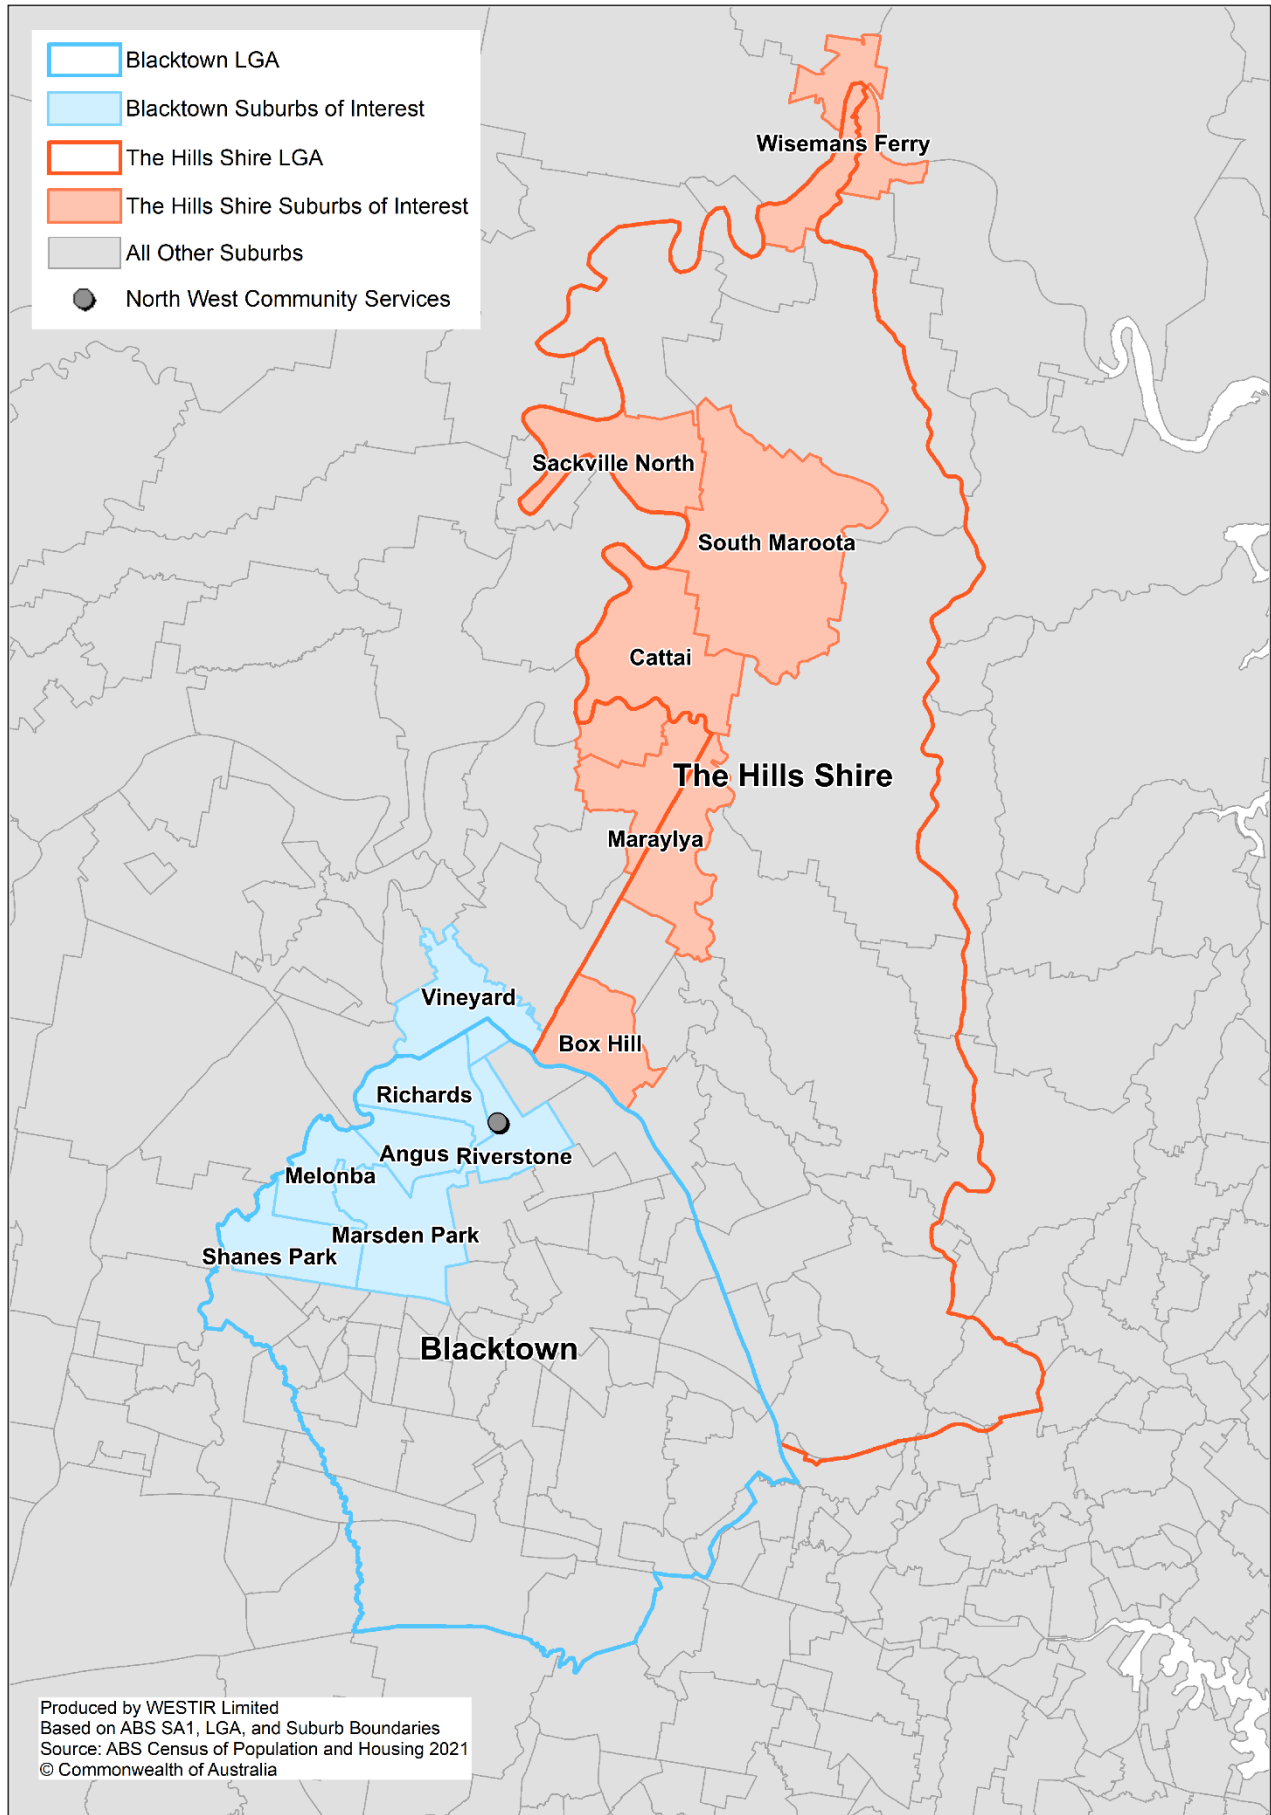 Blacktown LGA
Blacktown Suburbs of Interest
The Hills Shire LGA
The Hills Shire Suburbs of Interest
All Other Suburbs
North West Community Services
Wisemans Ferry
Sackville North
South Maroota
Cattai
The Hills Shire
Maraylya
Vineyard
Box Hill
Richards
Angus
Riverstone
Melonba
Marsden Park
Shanes Park
Blacktown
Produced by WESTIR Limited
Based on ABS SA1, LGA, and Suburb Boundaries
Source: ABS Census of Population and Housing 2021
© Commonwealth of Australia